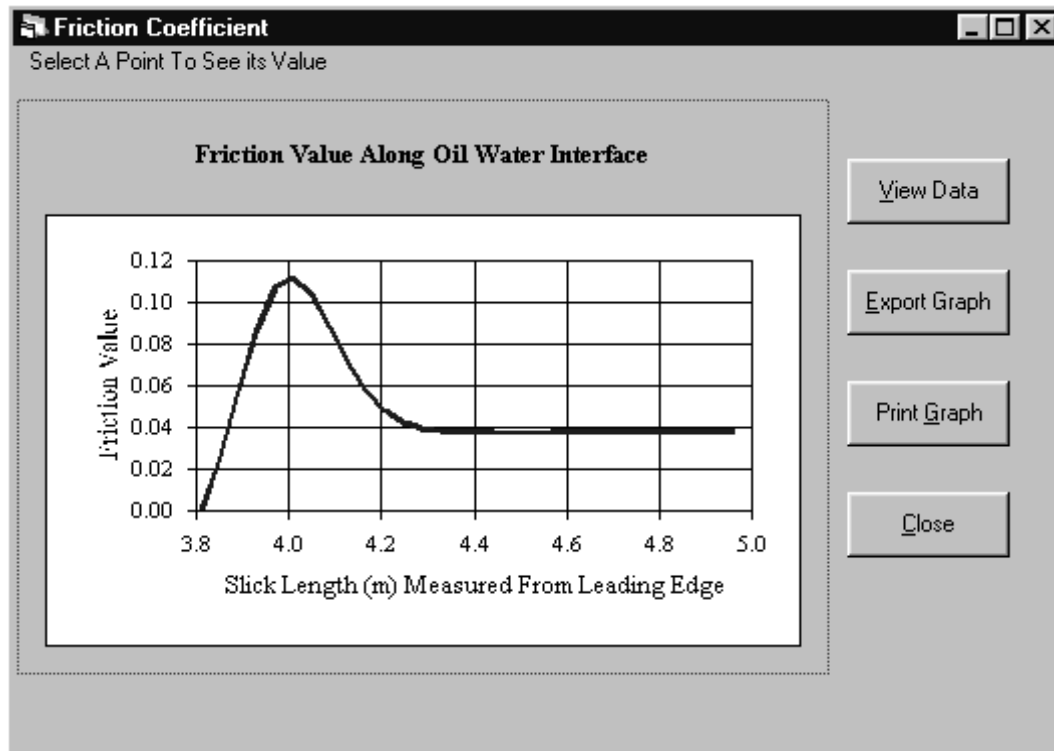 Friction Coefficient
Select A Point To See its Value
Friction Value Along Oil Water Interface
View Data
Export Graph
Print Graph
Close
Friction Value
0.12
0.10
0.08
0.06
0.04
0.02
0.00
3.8 4.0 4.2 4.4 4.6 4.8 5.0
Slick Length (m) Measured From Leading Edge